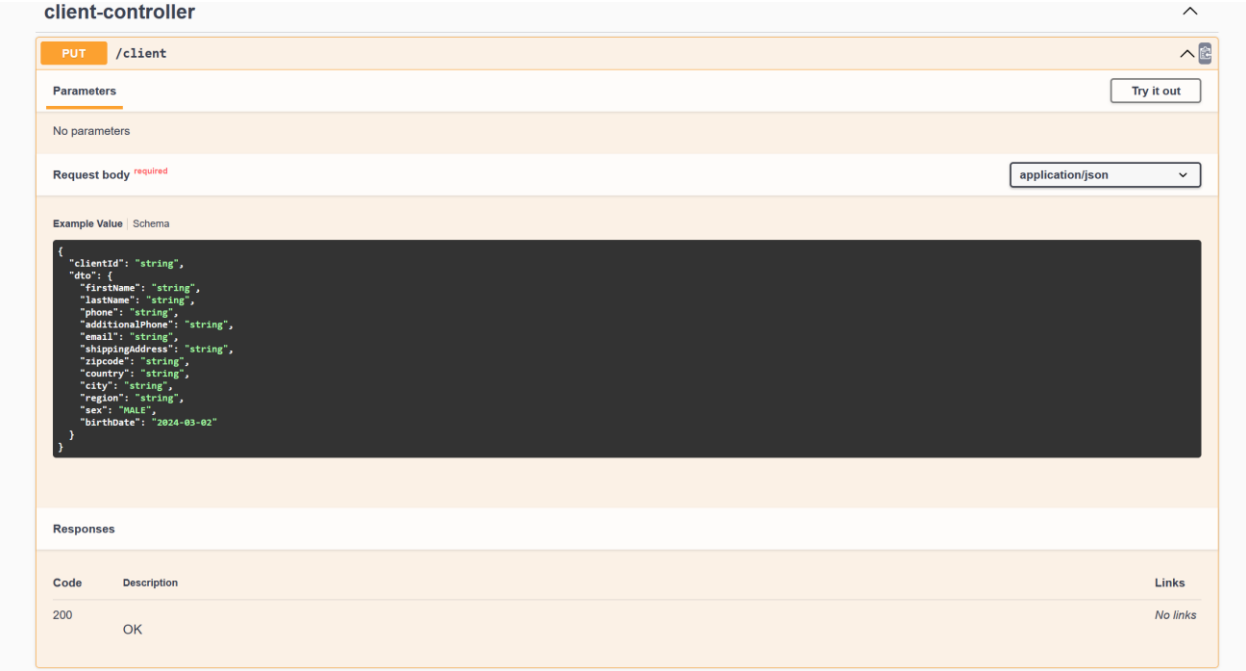 client-controller
PUT /client
Parameters Try it out
No parameters
Request body required application/json
Example Value Schema
{
  "clientId": "string",
  "dto": {
    "firstName": "string",
    "lastName": "string",
    "phone": "string",
    "additionalPhone": "string",
    "email": "string",
    "shippingAddress": "string",
    "zipcode": "string",
    "country": "string",
    "city": "string",
    "region": "string",
    "sex": "MALE",
    "birthDate": "2024-03-02"
  }
}
Responses
Code Description Links
200 No links
OK